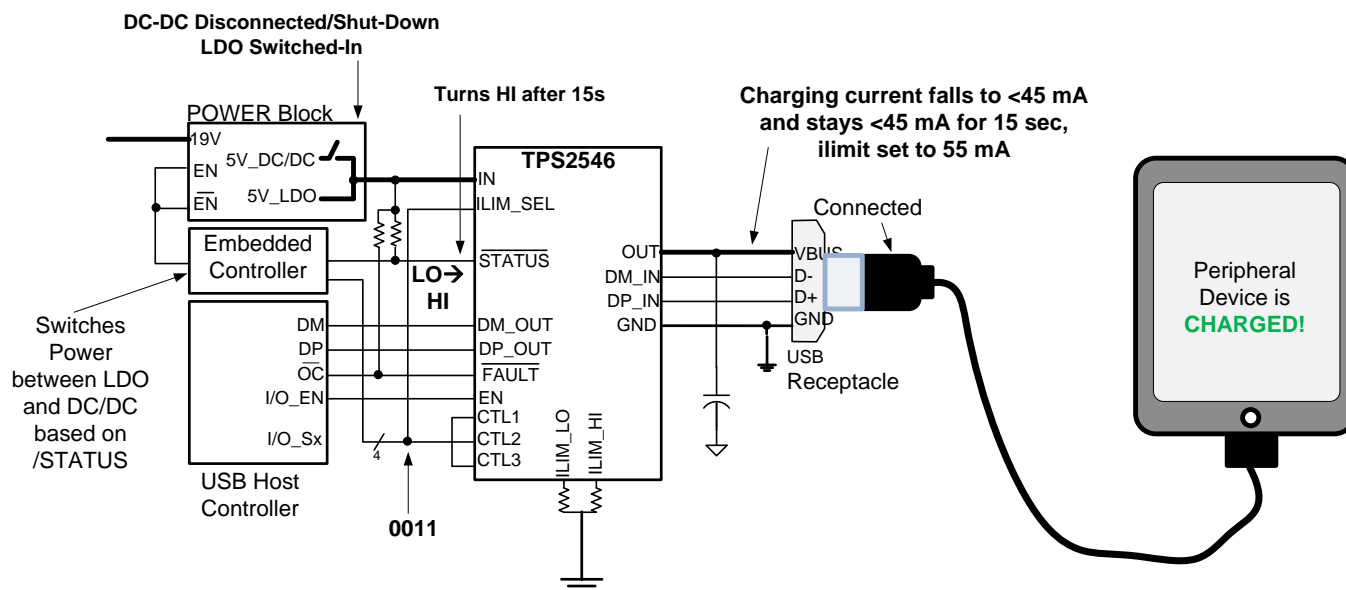 DC-DC Disconnected/Shut-Down
LDO Switched-In
Turns HI after 15s
Charging current falls to <45 mA
and stays <45 mA for 15 sec,
ilimit set to 55 mA
POWER Block
19V
EN
EN
5V_DC/DC
5V_LDO
Embedded
Controller
Switches
Power
between LDO
and DC/DC
based on
/STATUS
DM
DP
OC
I/O_EN
I/O_Sx
USB Host
Controller
4
0011
TPS2546
IN
ILIM_SEL
STATUS
LO→
HI
DM_OUT
DP_OUT
FAULT
EN
CTL1
CTL2
CTL3
ILIM_LO
ILIM_HI
OUT
DM_IN
DP_IN
GND
Connected
VBUS
D-
D+
GND
USB
Receptacle
Peripheral
Device is
CHARGED!